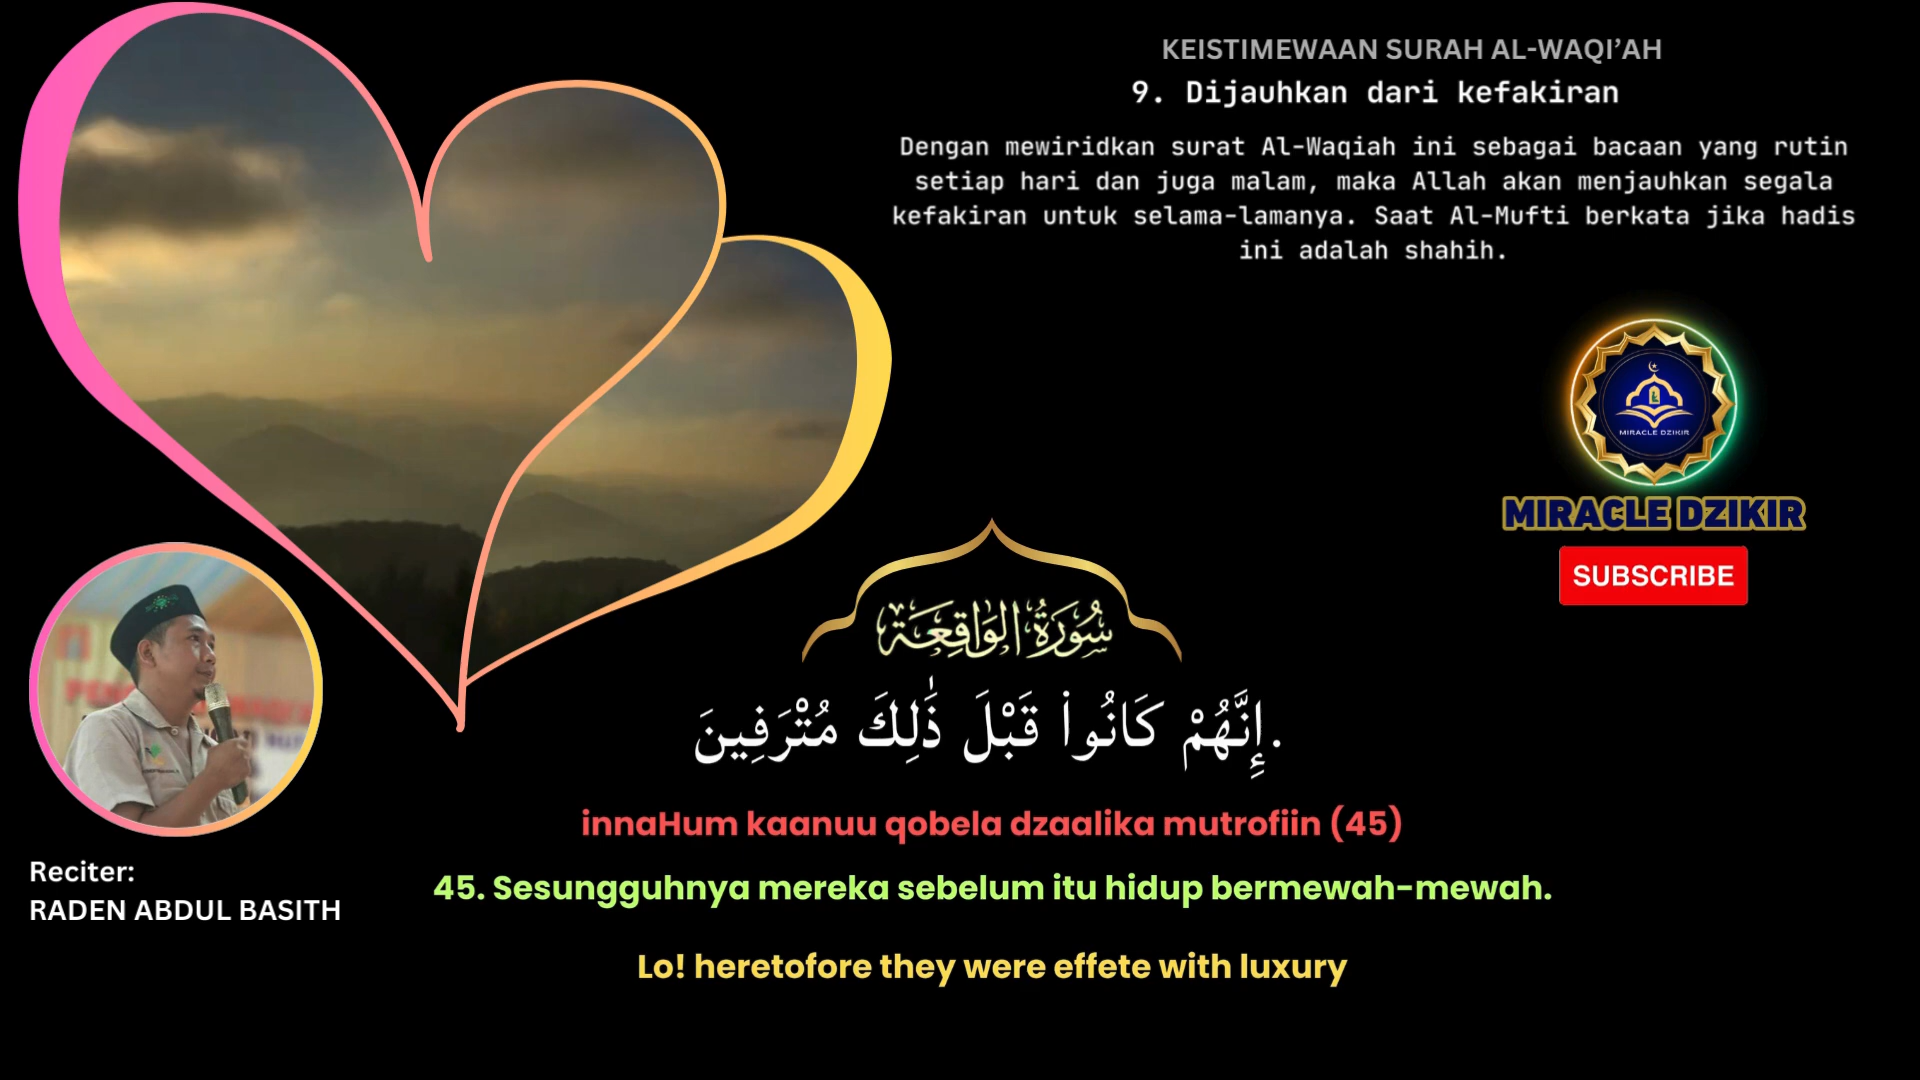 KEISTIMEWAAN SURAH AL-WAQI’AH
9. Dijauhkan dari kefakiran
Dengan mewiridkan surat Al-Waqiah ini sebagai bacaan yang rutin
setiap hari dan juga malam, maka Allah akan menjauhkan segala
kefakiran untuk selama-lamanya. Saat Al-Mufti berkata jika hadis
ini adalah shahih.
MIRACLE DZIKIR
MIRACLE DZIKIR
SUBSCRIBE
سُورَةُ الوَاقِعَة
إِنَّهُمْ كَانُوا۟ قَبْلَ ذَٰلِكَ مُتْرَفِينَ.
innaHum kaanuu qobela dzaalika mutrofiin (45)
45. Sesungguhnya mereka sebelum itu hidup bermewah-mewah.
Lo! heretofore they were effete with luxury
Reciter:
RADEN ABDUL BASITH